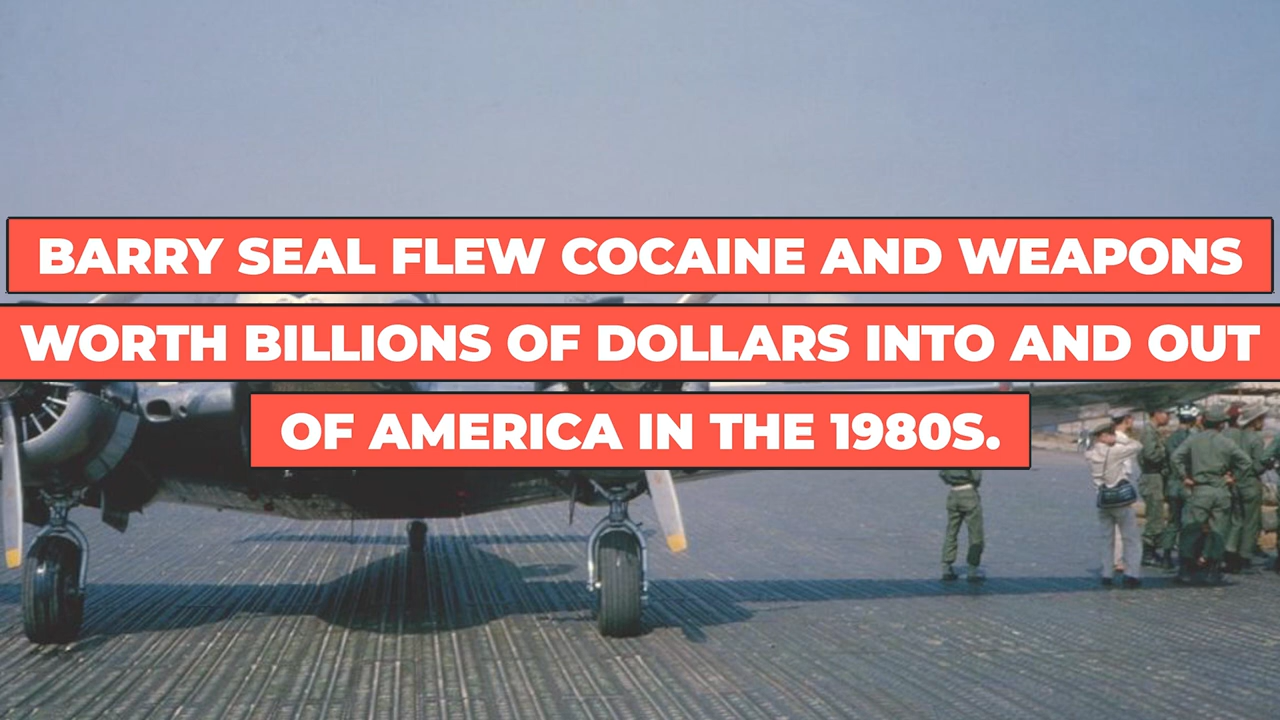 BARRY SEAL FLEW COCAINE AND WEAPONS
WORTH BILLIONS OF DOLLARS INTO AND OUT
OF AMERICA IN THE 1980S.